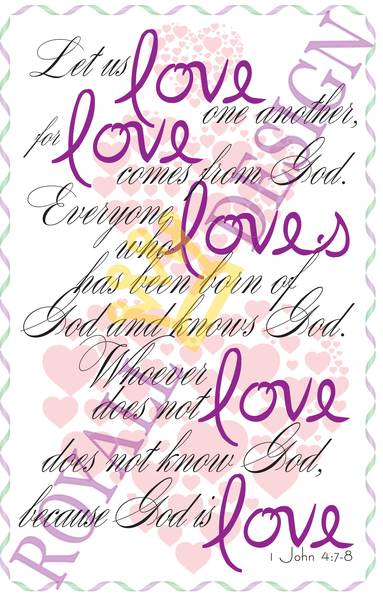 Let us love
one another,
for love
comes from God.
Everyone
who loves
has been born of
God and knows God.
Whoever
does not love
does not know God,
because God is love
1 John 4:7-8
ROYALLY DESIGN